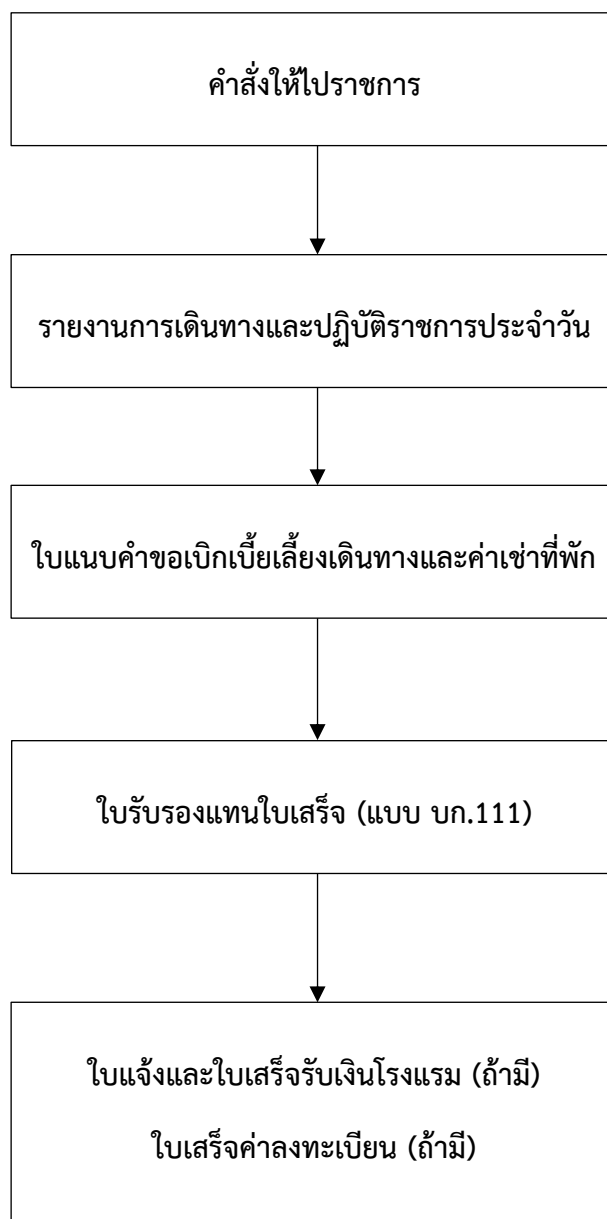 คำสั่งให้ไปราชการ
รายงานการเดินทางและปฏิบัติราชการประจำวัน
ใบแนบคำขอเบิกเบี้ยเลี้ยงเดินทางและค่าเช่าที่พัก
ใบรับรองแทนใบเสร็จ (แบบ บก.111)
ใบแจ้งและใบเสร็จรับเงินโรงแรม (ถ้ามี)
ใบเสร็จค่าลงทะเบียน (ถ้ามี)